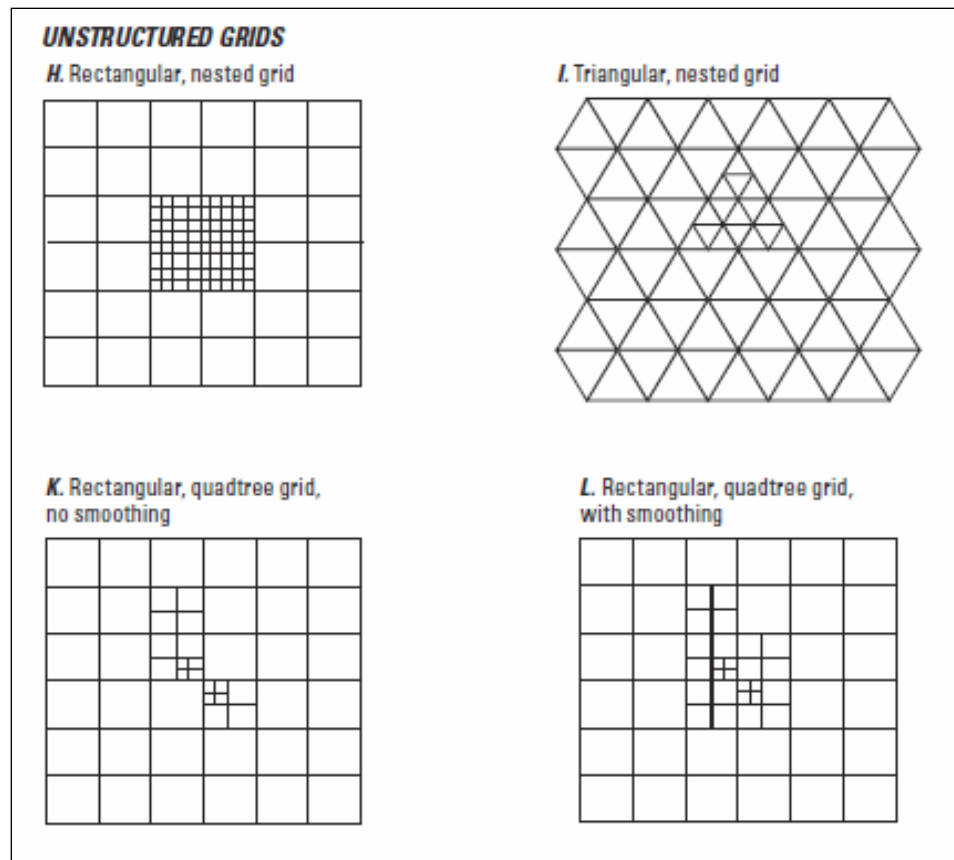 UNSTRUCTURED GRIDS
H. Rectangular, nested grid
I. Triangular, nested grid
K. Rectangular, quadtree grid,
no smoothing
L. Rectangular, quadtree grid,
with smoothing